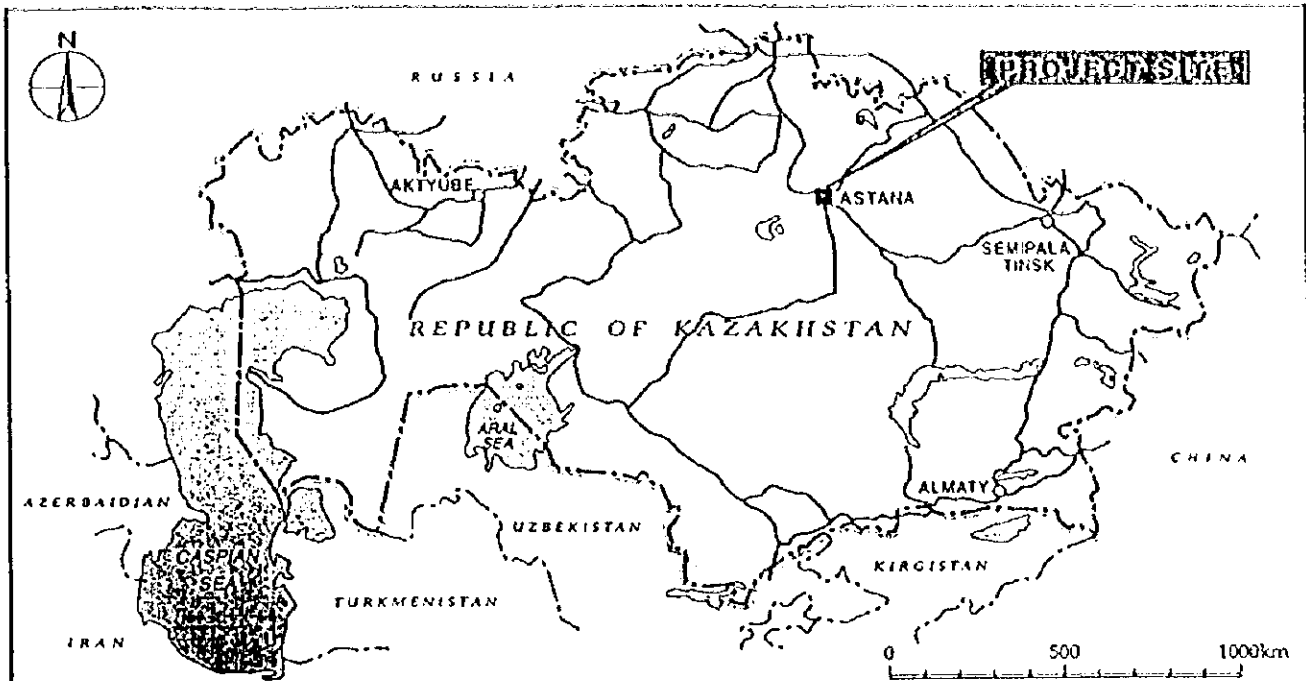 N
RUSSIA
PROJECT SITE
AKTYUBE
ASTANA
SEMIPALA
TINSK
REPUBLIC OF KAZAKHSTAN
ARAL
SEA
CHINA
ALMATY
AZERBAIDIAN
UZBEKISTAN
CASPIAN
SEA
KIRGISTAN
TURKMENISTAN
IRAN
0 500 1000km